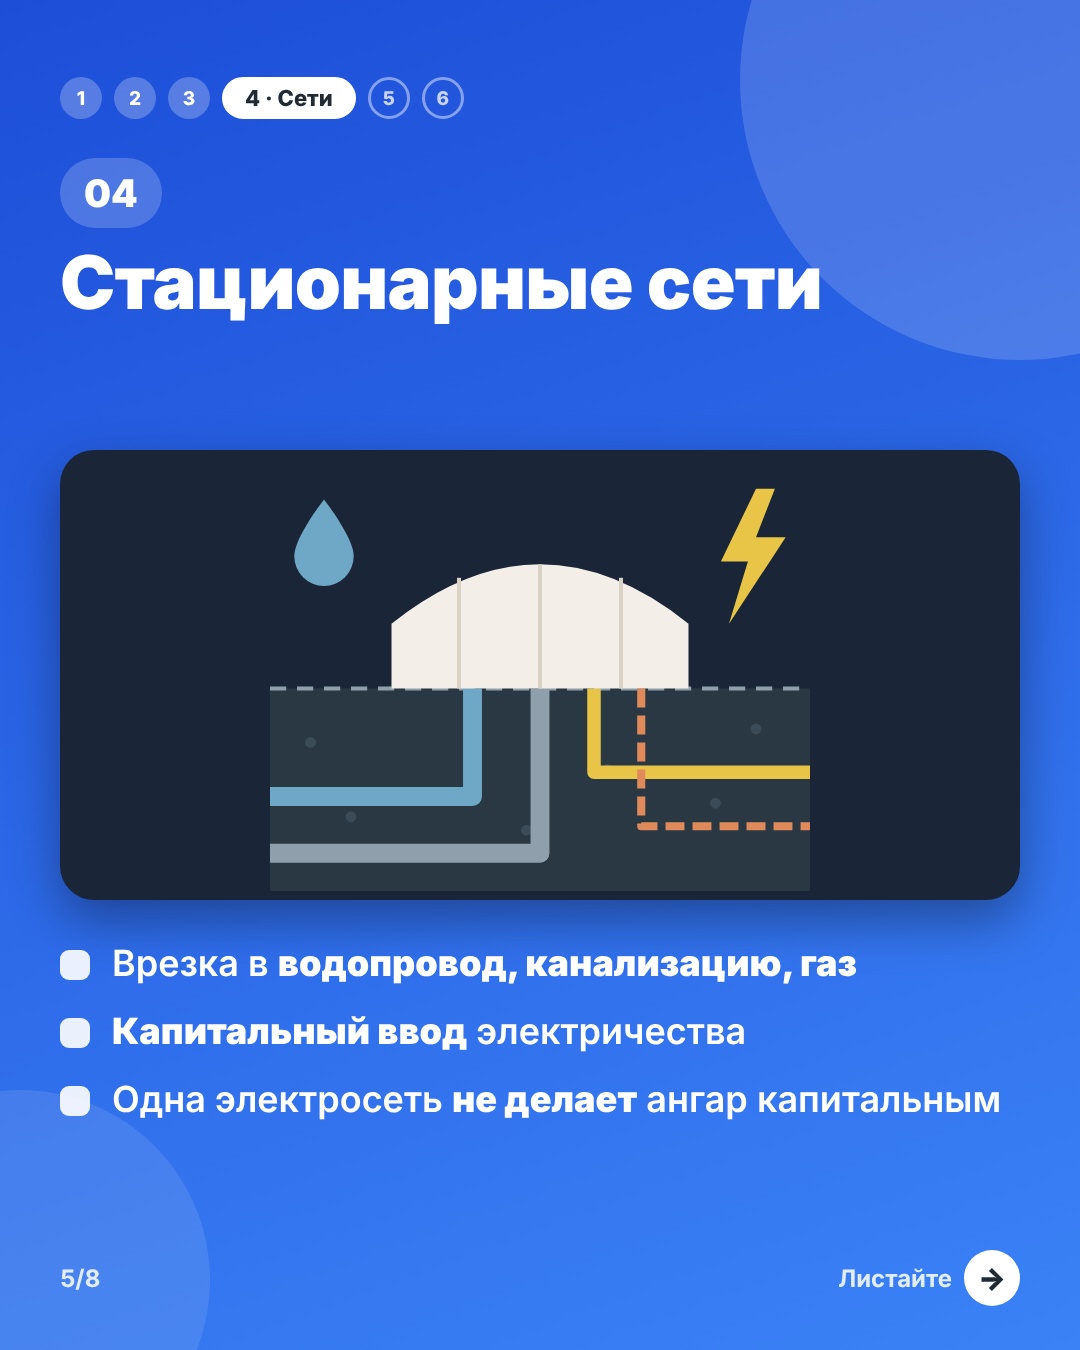 1 2 3 4 · Сети 5 6
04
Стационарные сети
Врезка в водопровод, канализацию, газ
Капитальный ввод электричества
Одна электросеть не делает ангар капитальным
5/8 Листайте →